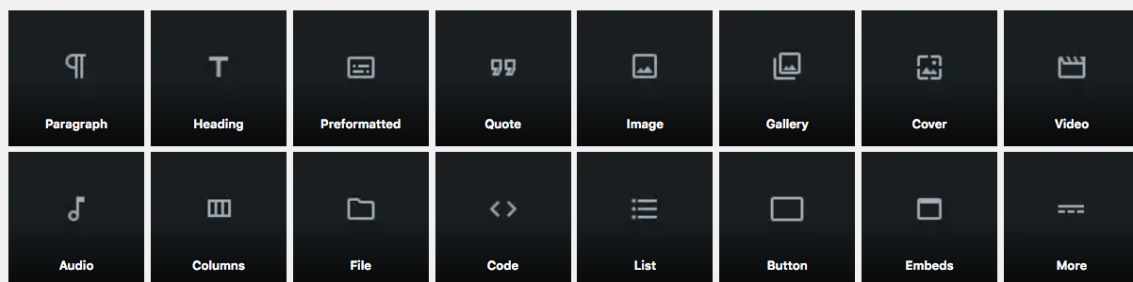 Paragraph
Heading
Preformatted
Quote
Image
Gallery
Cover
Video
Audio
Columns
File
Code
List
Button
Embeds
More